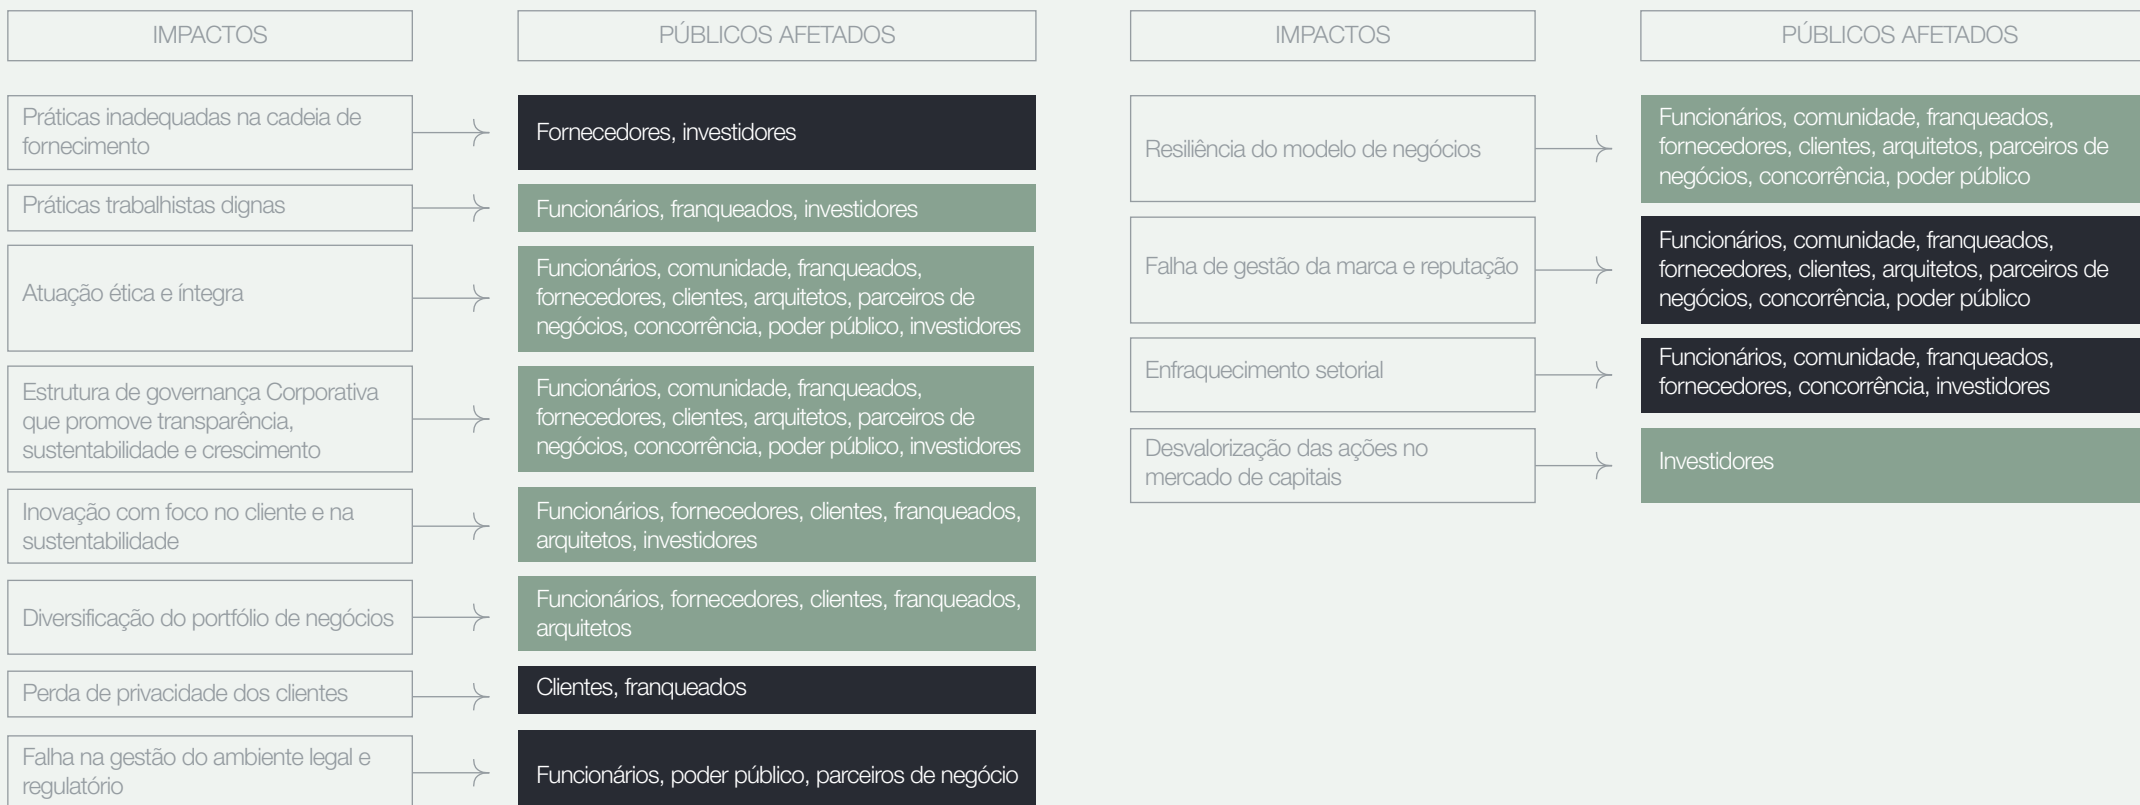 IMPACTOS
PÚBLICOS AFETADOS
Práticas inadequadas na cadeia de
fornecimento
Fornecedores, investidores
Práticas trabalhistas dignas
Funcionários, franqueados, investidores
Atuação ética e íntegra
Funcionários, comunidade, franqueados,
fornecedores, clientes, arquitetos, parceiros de
negócios, concorrência, poder público, investidores
Estrutura de governança Corporativa
que promove transparência,
sustentabilidade e crescimento
Funcionários, comunidade, franqueados,
fornecedores, clientes, arquitetos, parceiros de
negócios, concorrência, poder público, investidores
Inovação com foco no cliente e na
sustentabilidade
Funcionários, fornecedores, clientes, franqueados,
arquitetos, investidores
Diversificação do portfólio de negócios
Funcionários, fornecedores, clientes, franqueados,
arquitetos
Perda de privacidade dos clientes
Clientes, franqueados
Falha na gestão do ambiente legal e
regulatório
Funcionários, poder público, parceiros de negócio
IMPACTOS
PÚBLICOS AFETADOS
Resiliência do modelo de negócios
Funcionários, comunidade, franqueados,
fornecedores, clientes, arquitetos, parceiros de
negócios, concorrência, poder público
Falha de gestão da marca e reputação
Funcionários, comunidade, franqueados,
fornecedores, clientes, arquitetos, parceiros de
negócios, concorrência, poder público
Enfraquecimento setorial
Funcionários, comunidade, franqueados,
fornecedores, concorrência, investidores
Desvalorização das ações no
mercado de capitais
Investidores